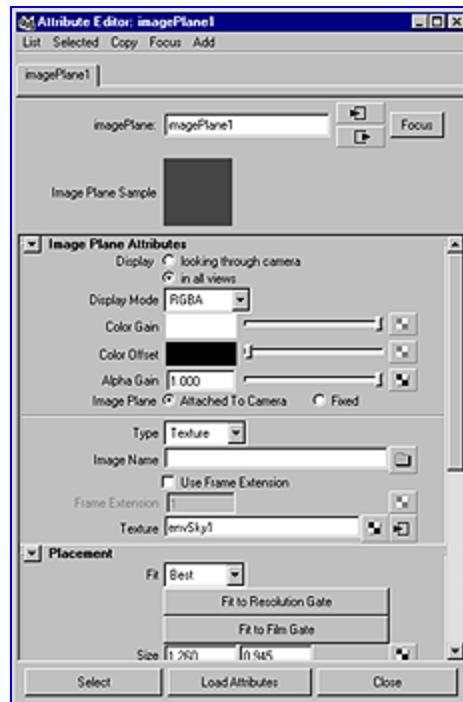 Attribute Editor: imagePlane1
List Selected Copy Focus Add
imagePlane1
imagePlane: imagePlane1 Focus
Image Plane Sample
Image Plane Attributes
Display looking through camera
in all views
Display Mode RGBA
Color Gain
Color Offset
Alpha Gain 1.000
Image Plane Attached To Camera Fixed
Type Texture
Image Name
Use Frame Extension
Frame Extension 1
Texture envSky1
Placement
Fit Best
Fit to Resolution Gate
Fit to Film Gate
Size 1.260 0.945
Select Load Attributes Close